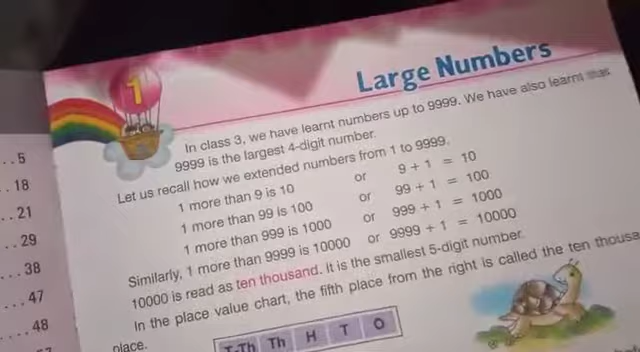 1
Large Numbers
In class 3, we have learnt numbers up to 9999. We have also learnt that
9999 is the largest 4-digit number.
Let us recall how we extended numbers from 1 to 9999.
1 more than 9 is 10 or 9 + 1 = 10
1 more than 99 is 100 or 99 + 1 = 100
1 more than 999 is 1000 or 999 + 1 = 1000
Similarly, 1 more than 9999 is 10000 or 9999 + 1 = 10000
10000 is read as ten thousand. It is the smallest 5-digit number.
In the place value chart, the fifth place from the right is called the ten
place.
T-Th Th H T O
...5
...18
...21
...29
...38
...47
...48